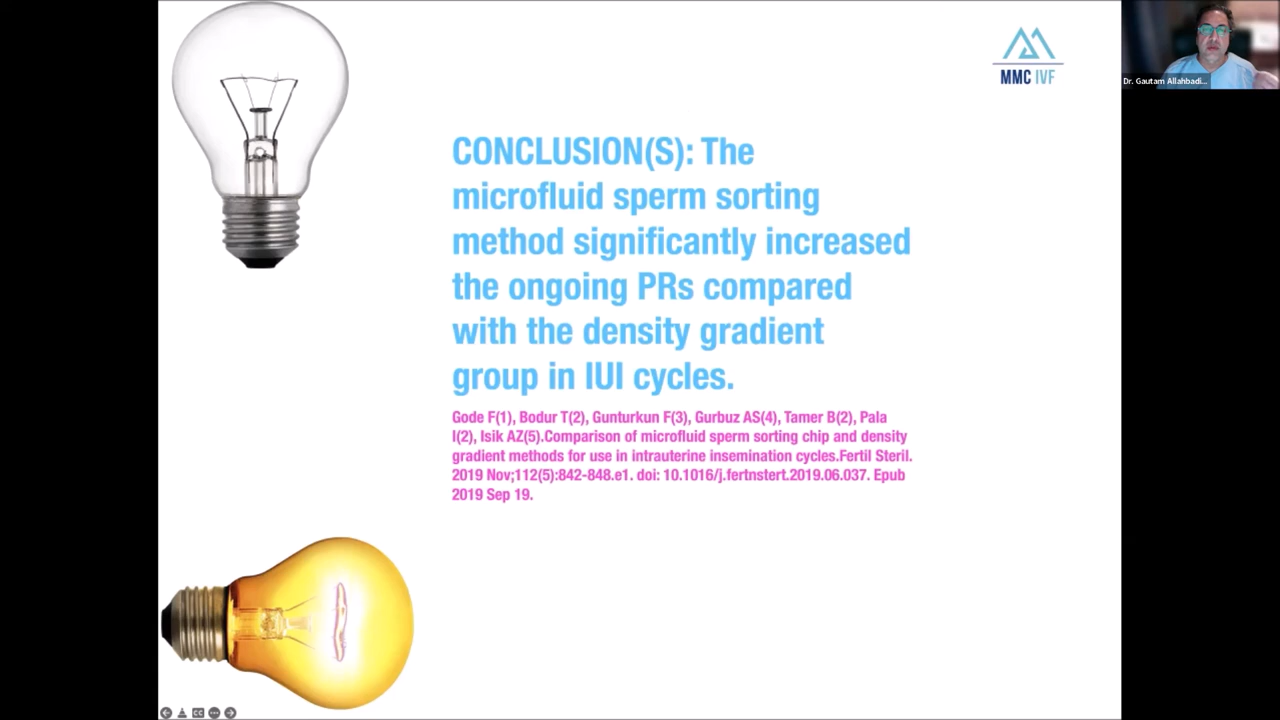 MMC IVF
Dr. Gautam Allahbadi...
CONCLUSION(S): The
microfluid sperm sorting
method significantly increased
the ongoing PRs compared
with the density gradient
group in IUI cycles.
Gode F(1), Bodur T(2), Gunturkun F(3), Gurbuz AS(4), Tamer B(2), Pala
I(2), Isik AZ(5).Comparison of microfluid sperm sorting chip and density
gradient methods for use in intrauterine insemination cycles.Fertil Steril.
2019 Nov;112(5):842-848.e1. doi: 10.1016/j.fertnstert.2019.06.037. Epub
2019 Sep 19.
CC